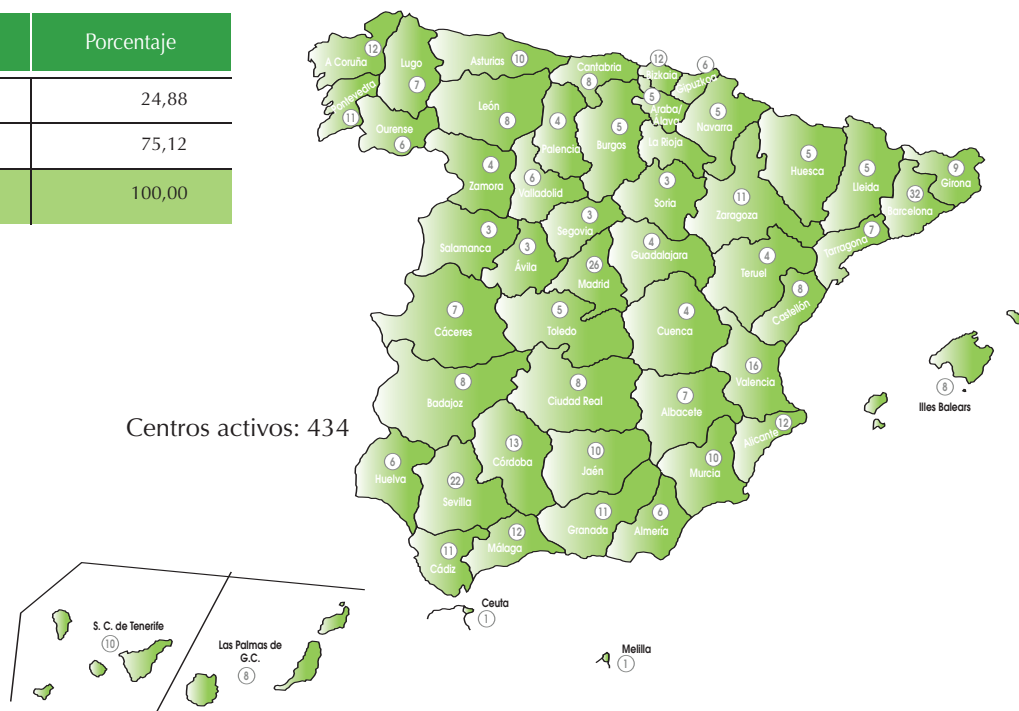 Porcentaje
24,88
75,12
100,00
12
A Coruña
Lugo
7
Pontevedra
11
Ourense
6
Asturias 10
Cantabria
8
12
Bizkaia
6
Gipuzkoa
5
Araba/
Álava
5
Navarra
La Rioja
León
8
4
Palencia
5
Burgos
4
Zamora
6
Valladolid
3
Soria
11
Zaragoza
5
Huesca
5
Lleida
9
Girona
32
Barcelona
7
Tarragona
3
Salamanca
3
Ávila
3
Segovia
26
Madrid
4
Guadalajara
4
Teruel
8
Castellón
7
Cáceres
5
Toledo
4
Cuenca
16
Valencia
8
Illes Balears
8
Badajoz
8
Ciudad Real
7
Albacete
12
Alicante
Centros activos: 434
6
Huelva
22
Sevilla
13
Córdoba
10
Jaén
10
Murcia
11
Cádiz
12
Málaga
11
Granada
6
Almería
Ceuta
1
Melilla
1
S. C. de Tenerife
10
Las Palmas de
G.C.
8